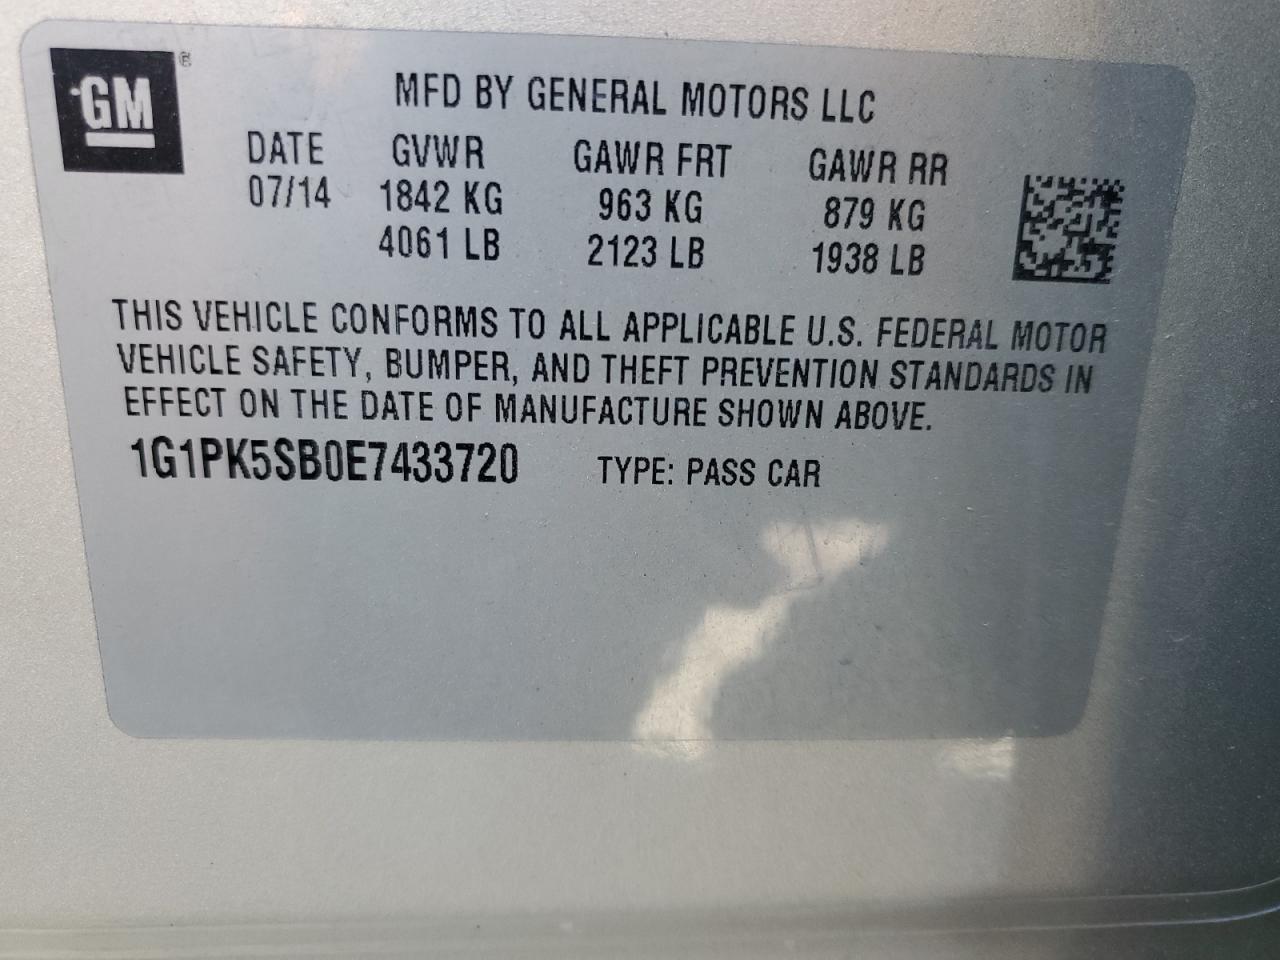 GM ®
MFD BY GENERAL MOTORS LLC
DATE GVWR GAWR FRT GAWR RR
07/14 1842 KG 963 KG 879 KG
4061 LB 2123 LB 1938 LB
THIS VEHICLE CONFORMS TO ALL APPLICABLE U.S. FEDERAL MOTOR
VEHICLE SAFETY, BUMPER, AND THEFT PREVENTION STANDARDS IN
EFFECT ON THE DATE OF MANUFACTURE SHOWN ABOVE.
1G1PK5SB0E7433720 TYPE: PASS CAR